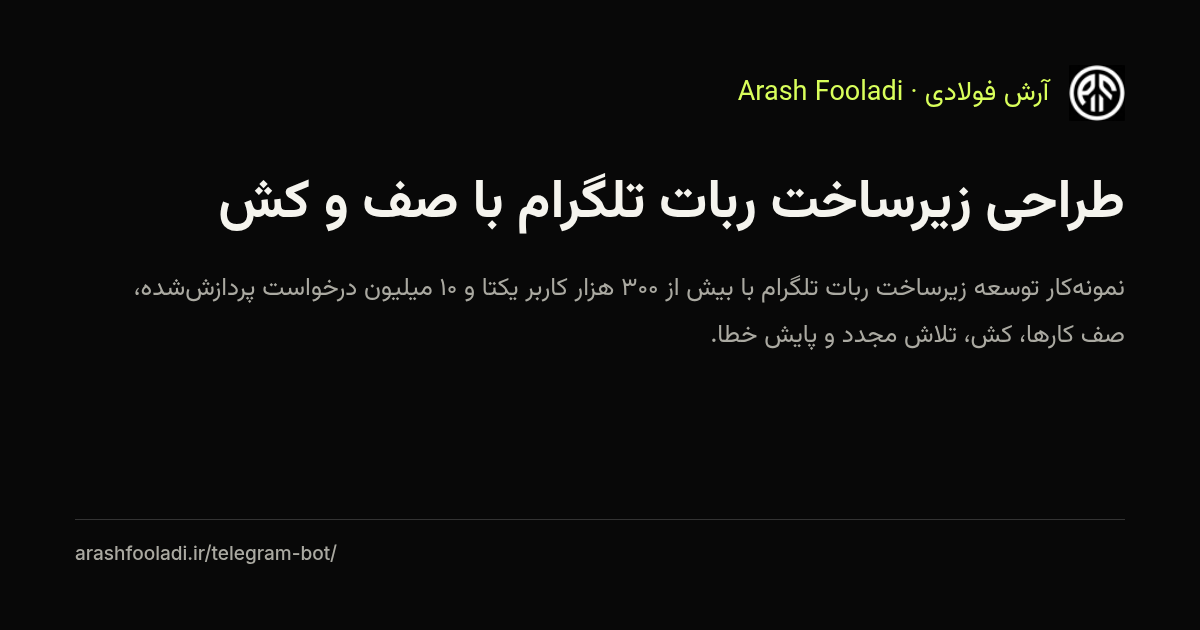 آرش فولادی · Arash Fooladi
طراحی زیرساخت ربات تلگرام با صف و کش
نمونه‌کار توسعه زیرساخت ربات تلگرام با بیش از ۳۰۰ هزار کاربر یکتا و ۱۰ میلیون درخواست پردازش‌شده،
صف کارها، کش، تلاش مجدد و پایش خطا.
arashfooladi.ir/telegram-bot/